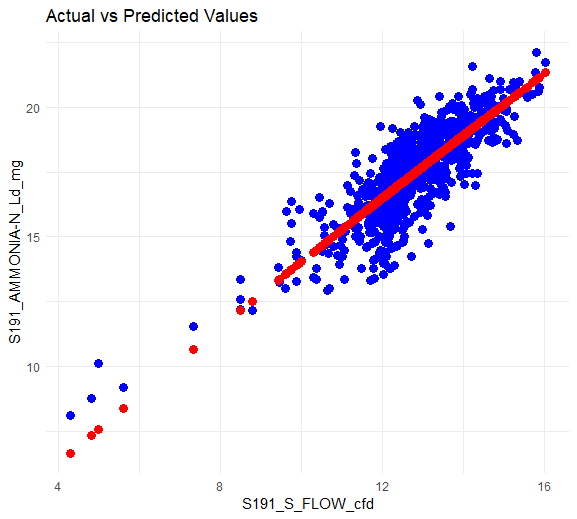 Actual vs Predicted Values
S191_AMMONIA-N_Ld_mg
20
15
10
4
8
12
16
S191_S_FLOW_cfd